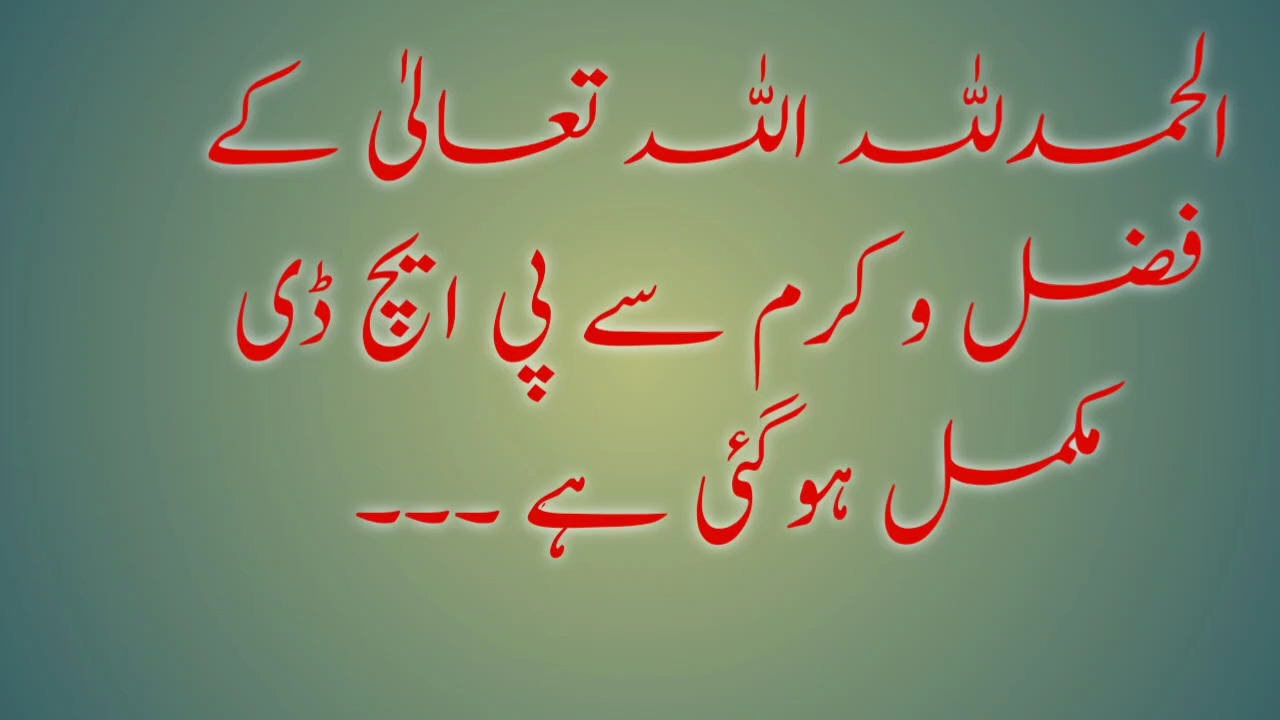 الحمدللہ اللہ تعالیٰ کے
فضل و کرم سے پی ایچ ڈی
مکمل ہوگئی ہے ۔۔۔